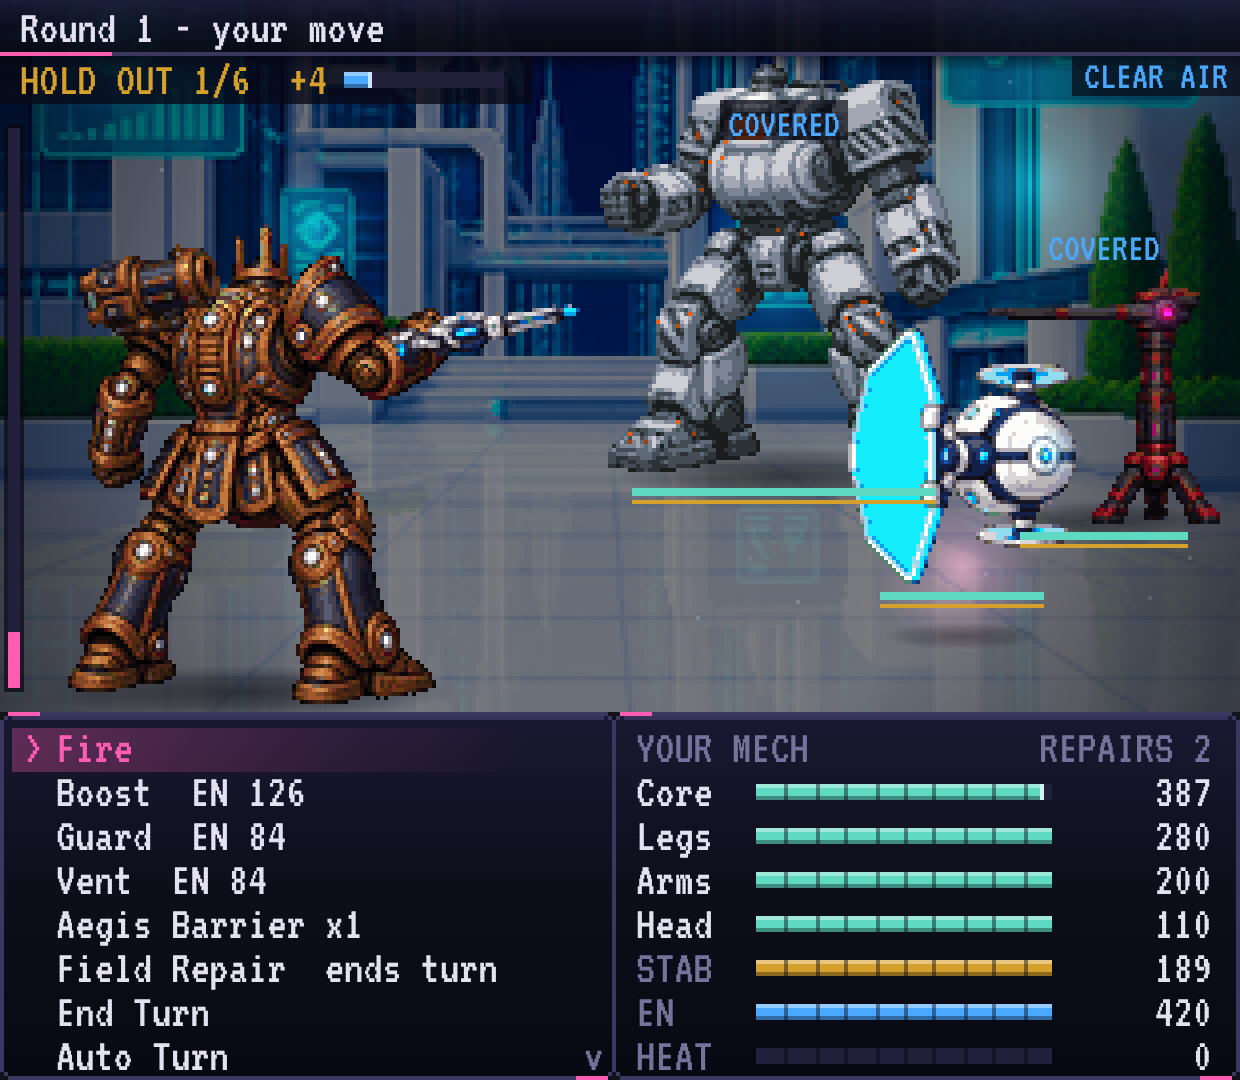 Round 1 - your move
HOLD OUT 1/6 +4
CLEAR AIR
COVERED
COVERED
> Fire
Boost EN 126
Guard EN 84
Vent EN 84
Aegis Barrier x1
Field Repair ends turn
End Turn
Auto Turn v
YOUR MECH REPAIRS 2
Core 387
Legs 280
Arms 200
Head 110
STAB 189
EN 420
HEAT 0